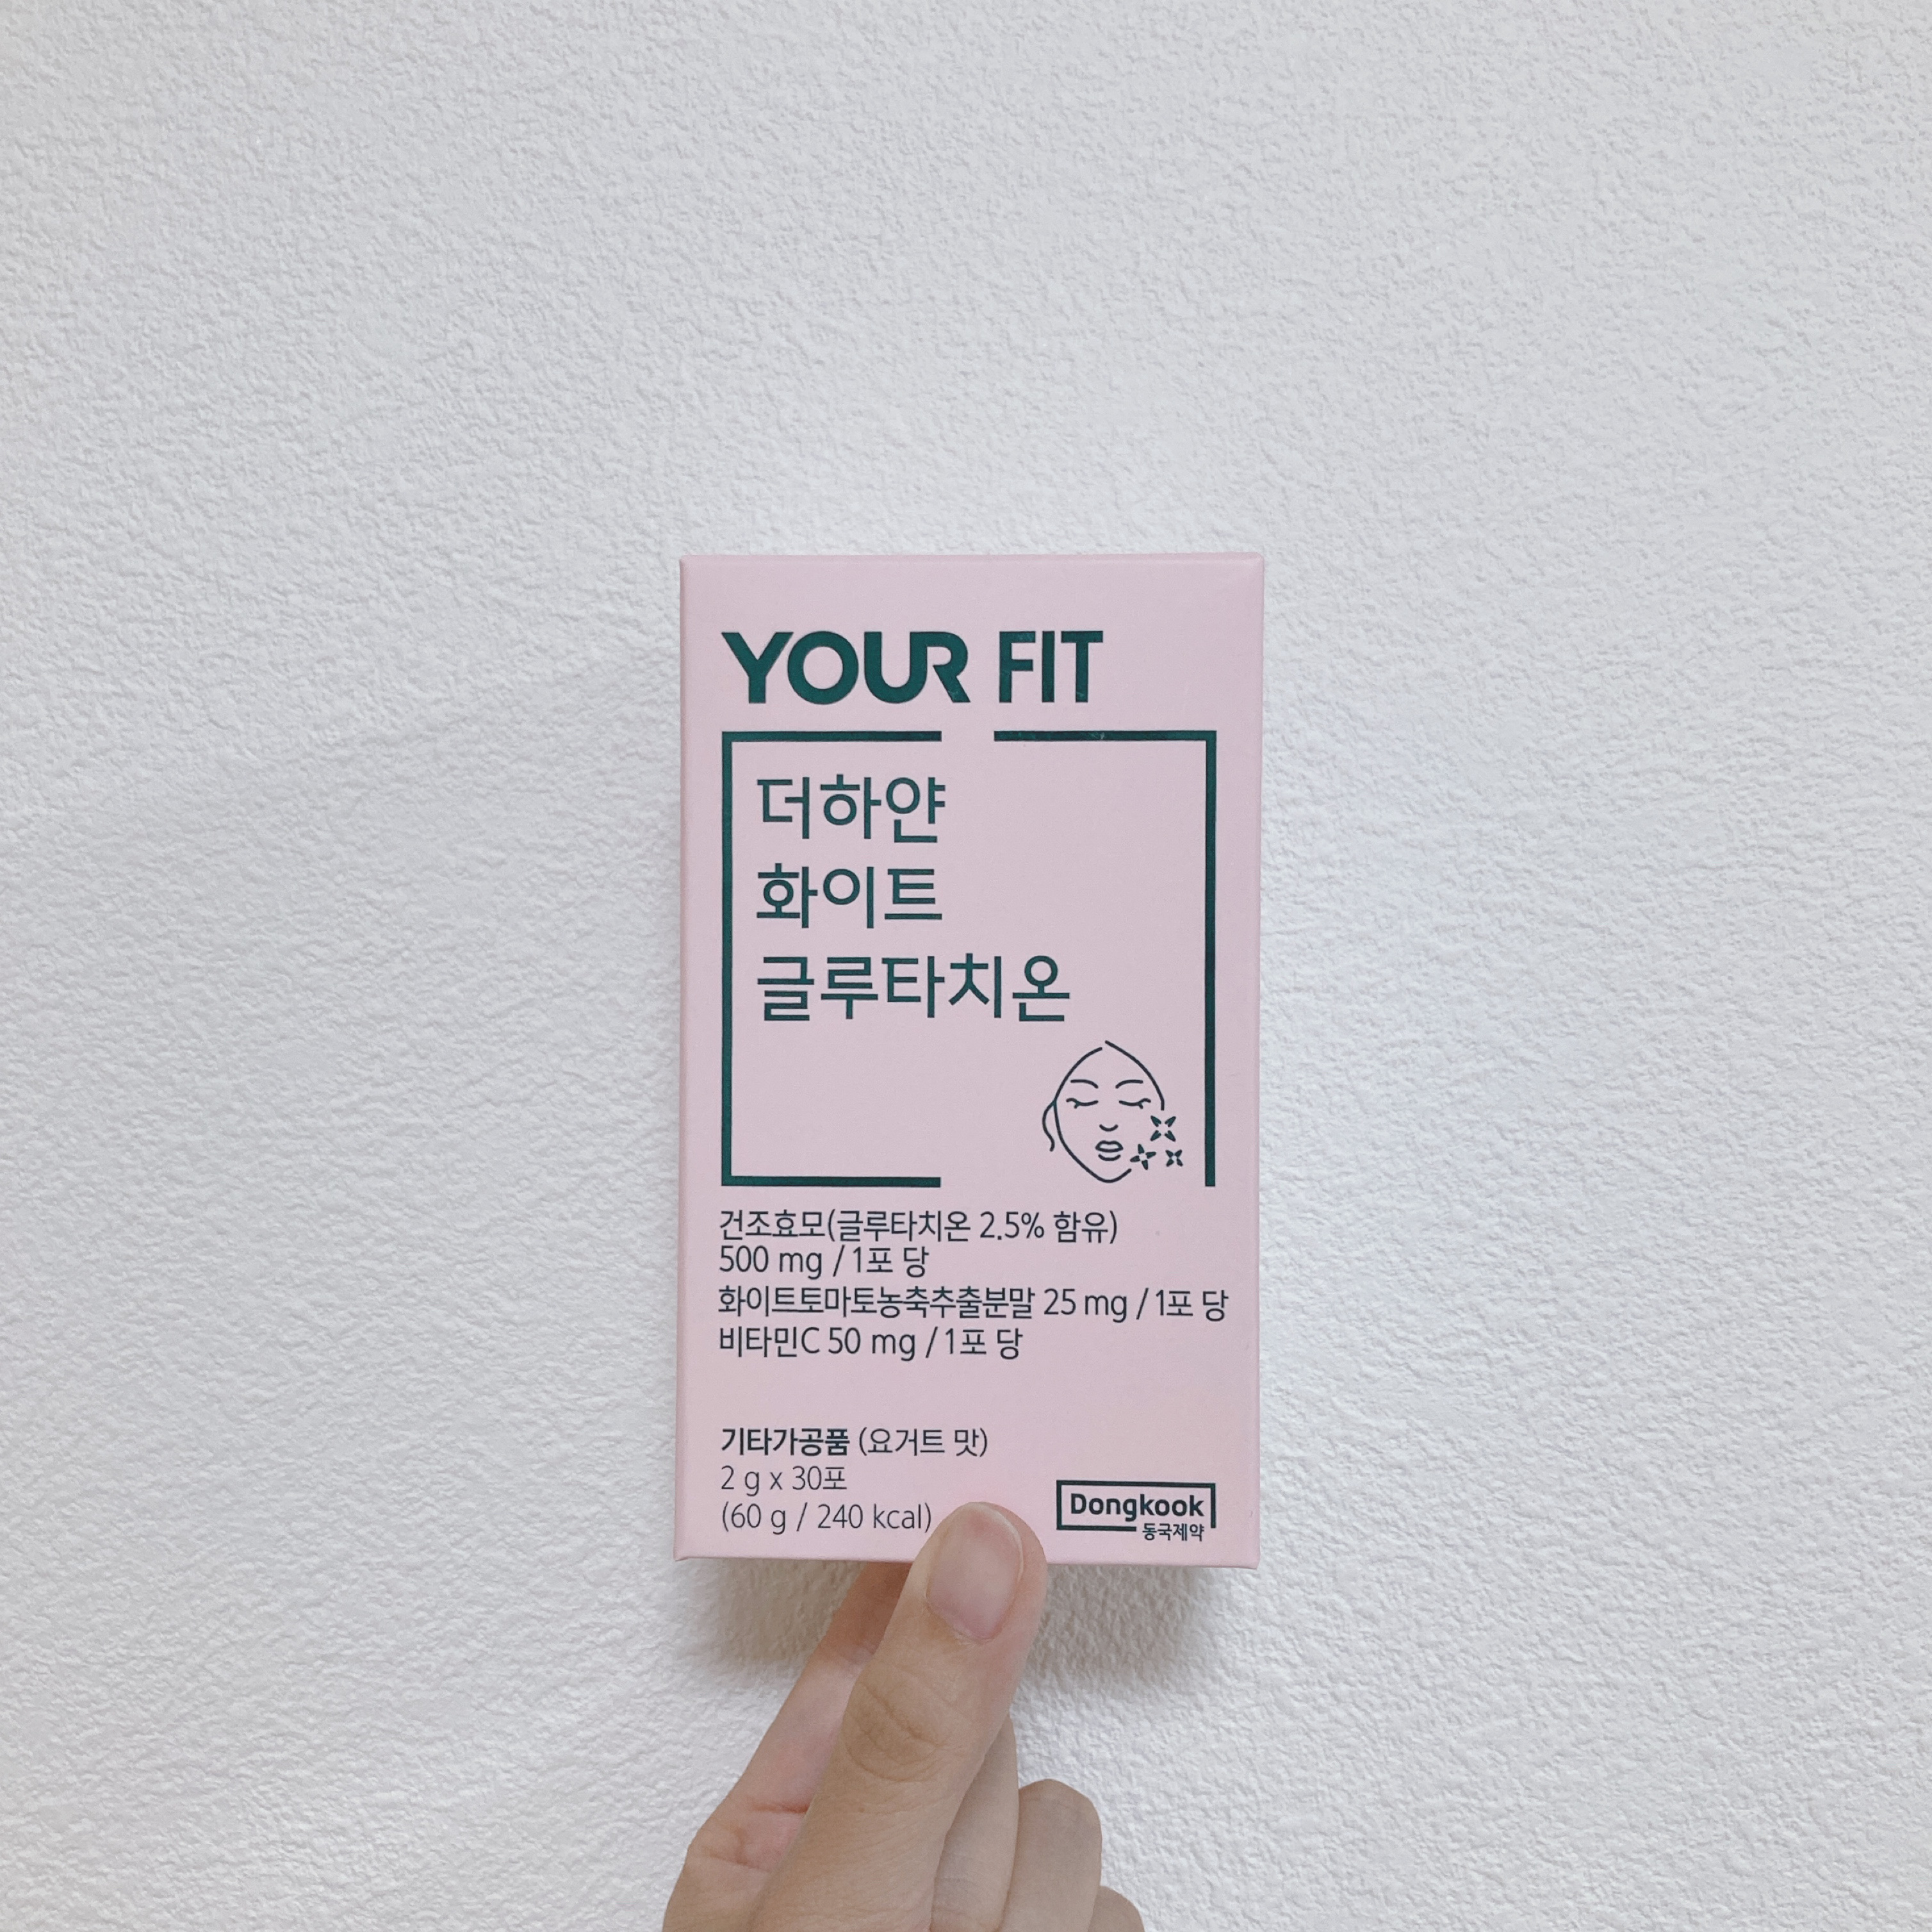 YOUR FIT
더하얀
화이트
글루타치온
건조효모(글루타치온 2.5% 함유)
500 mg / 1포 당
화이트토마토농축추출분말 25 mg / 1포 당
비타민C 50 mg / 1포 당
기타가공품 (요거트 맛)
2 g x 30포
(60 g / 240 kcal)
Dongkook
동국제약